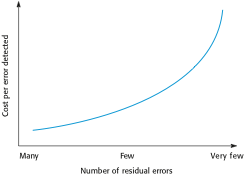 Cost per error detected
Many Few Very few
Number of residual errors